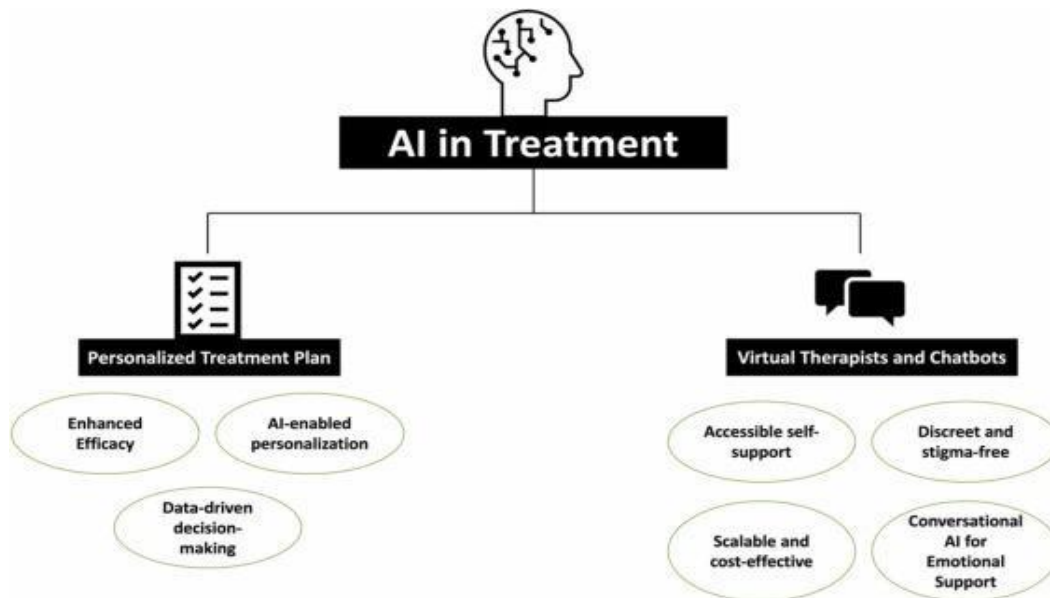 AI in Treatment
Personalized Treatment Plan
Enhanced
Efficacy
AI-enabled
personalization
Data-driven
decision-
making
Virtual Therapists and Chatbots
Accessible self-
support
Discreet and
stigma-free
Scalable and
cost-effective
Conversational
AI for
Emotional
Support